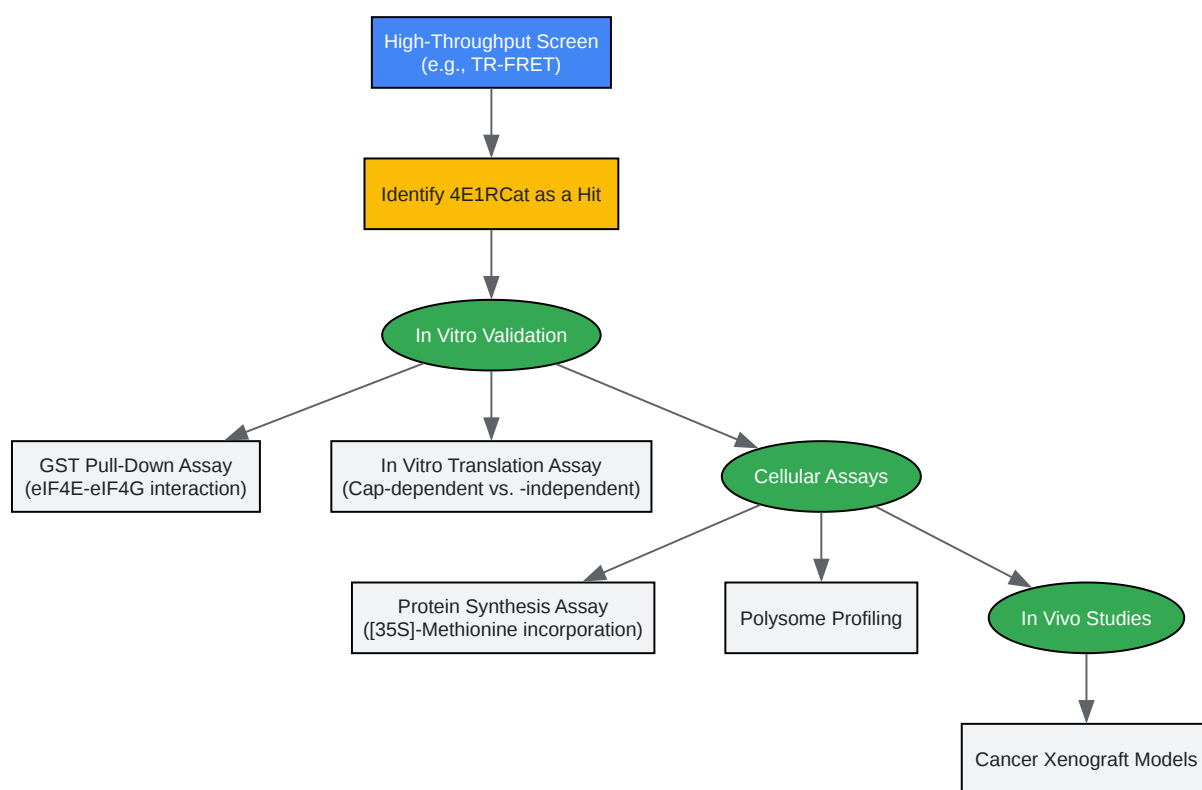 High-Throughput Screen
(e.g., TR-FRET)
Identify 4E1RCat as a Hit
In Vitro Validation
GST Pull-Down Assay
(eIF4E-eIF4G interaction)
In Vitro Translation Assay
(Cap-dependent vs. -independent)
Cellular Assays
Protein Synthesis Assay
([35S]-Methionine incorporation)
Polysome Profiling
In Vivo Studies
Cancer Xenograft Models